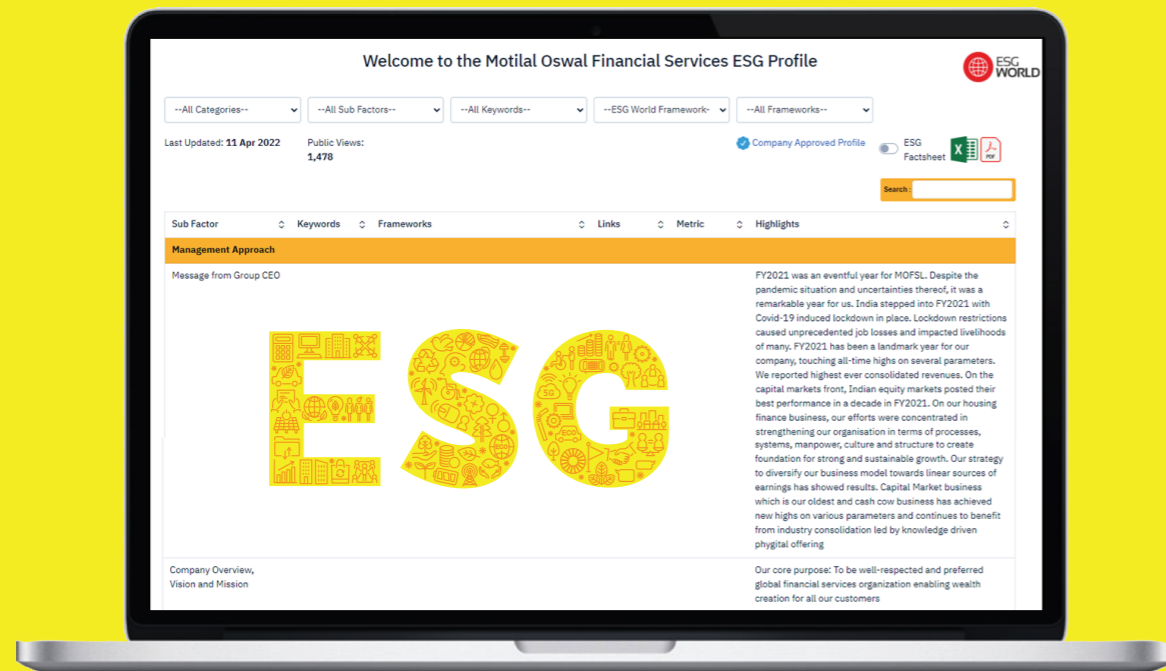 Welcome to the Motilal Oswal Financial Services ESG Profile
ESG
WORLD
--All Categories--
--All Sub Factors--
--All Keywords--
--ESG World Framework-
--All Frameworks--
Last Updated: 11 Apr 2022
Public Views:
1,478
Company Approved Profile
ESG
Factsheet
X
PDF
Search :
Sub Factor
Keywords
Frameworks
Links
Metric
Highlights
Management Approach
Message from Group CEO
FY2021 was an eventful year for MOFSL. Despite the
pandemic situation and uncertainties thereof, it was a
remarkable year for us. India stepped into FY2021 with
Covid-19 induced lockdown in place. Lockdown restrictions
caused unprecedented job losses and impacted livelihoods
of many. FY2021 has been a landmark year for our
company, touching all-time highs on several parameters.
We reported highest ever consolidated revenues. On the
capital markets front, Indian equity markets posted their
best performance in a decade in FY2021. On our housing
finance business, our efforts were concentrated in
strengthening our organisation in terms of processes,
systems, manpower, culture and structure to create
foundation for strong and sustainable growth. Our strategy
to diversify our business model towards linear sources of
earnings has showed results. Capital Market business
which is our oldest and cash cow business has achieved
new highs on various parameters and continues to benefit
from industry consolidation led by knowledge driven
phygital offering
ESG
5G
ECO
Company Overview,
Vision and Mission
Our core purpose: To be well-respected and preferred
global financial services organization enabling wealth
creation for all our customers